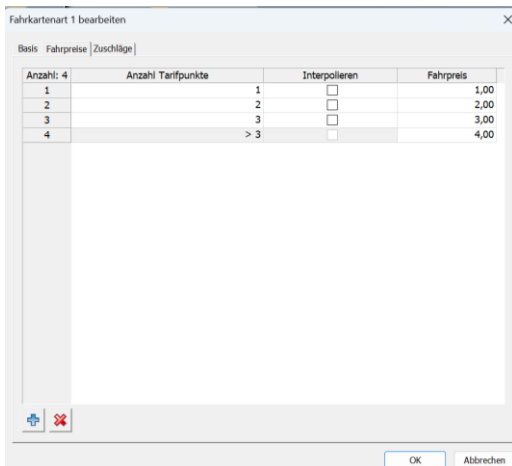 Fahrkartenart 1 bearbeiten
Basis Fahrpreise Zuschläge
Anzahl: 4 Anzahl Tarifpunkte Interpolieren Fahrpreis
1 1 1,00
2 2 2,00
3 3 3,00
4 > 3 4,00
OK Abbrechen